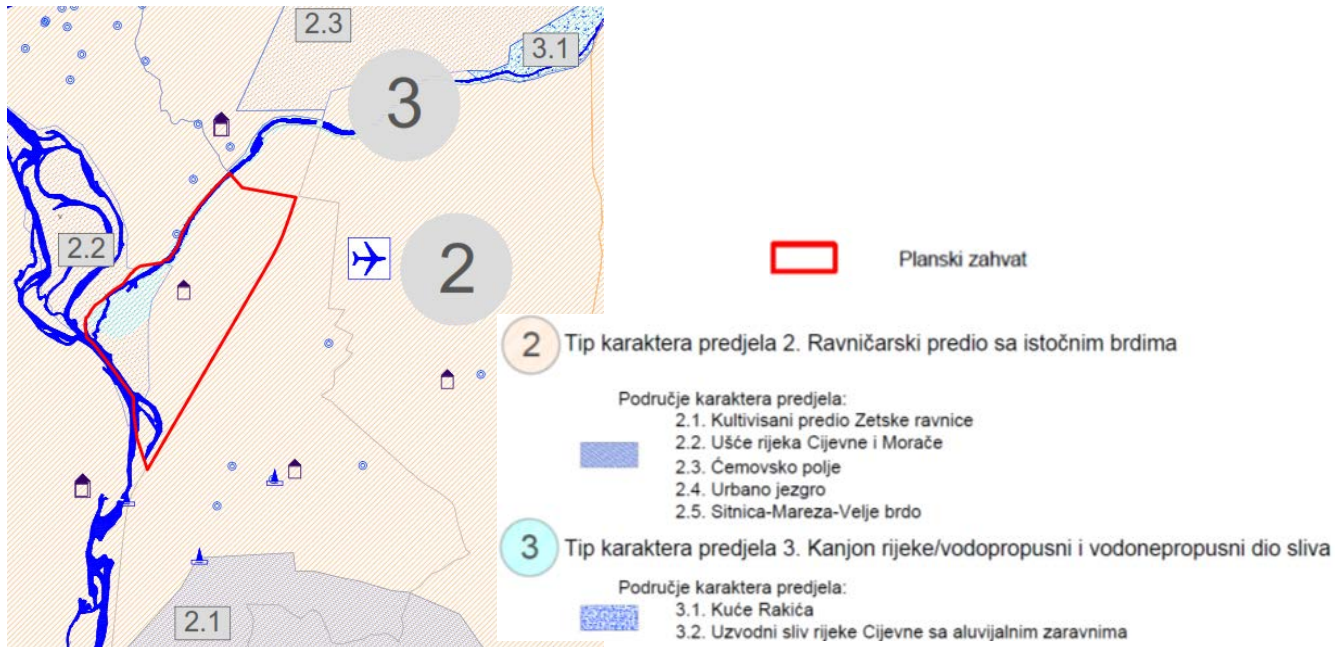 2.3
3.1
3
2.2
2
2.1
Planski zahvat
2 Tip karaktera predjela 2. Ravničarski predio sa istočnim brdima
Područje karaktera predjela:
2.1. Kultivisani predio Zetske ravnice
2.2. Ušće rijeka Cijevne i Morače
2.3. Ćemovsko polje
2.4. Urbano jezgro
2.5. Sitnica-Mareza-Velje brdo
3 Tip karaktera predjela 3. Kanjon rijeke/vodopropusni i vodonepropusni dio sliva
Područje karaktera predjela:
3.1. Kuće Rakića
3.2. Uzvodni sliv rijeke Cijevne sa aluvijalnim zaravnima